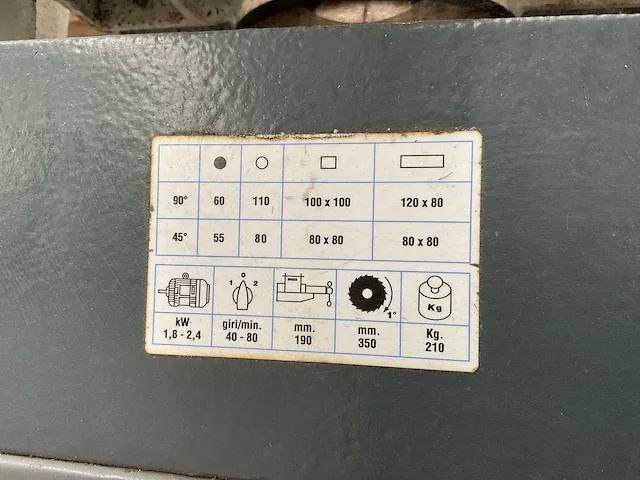 90° 60 110 100 x 100 120 x 80
45° 55 80 80 x 80 80 x 80
1 0 2
1°
Kg
kW giri/min. mm. mm. Kg.
1,8 - 2,4 40 - 80 190 350 210